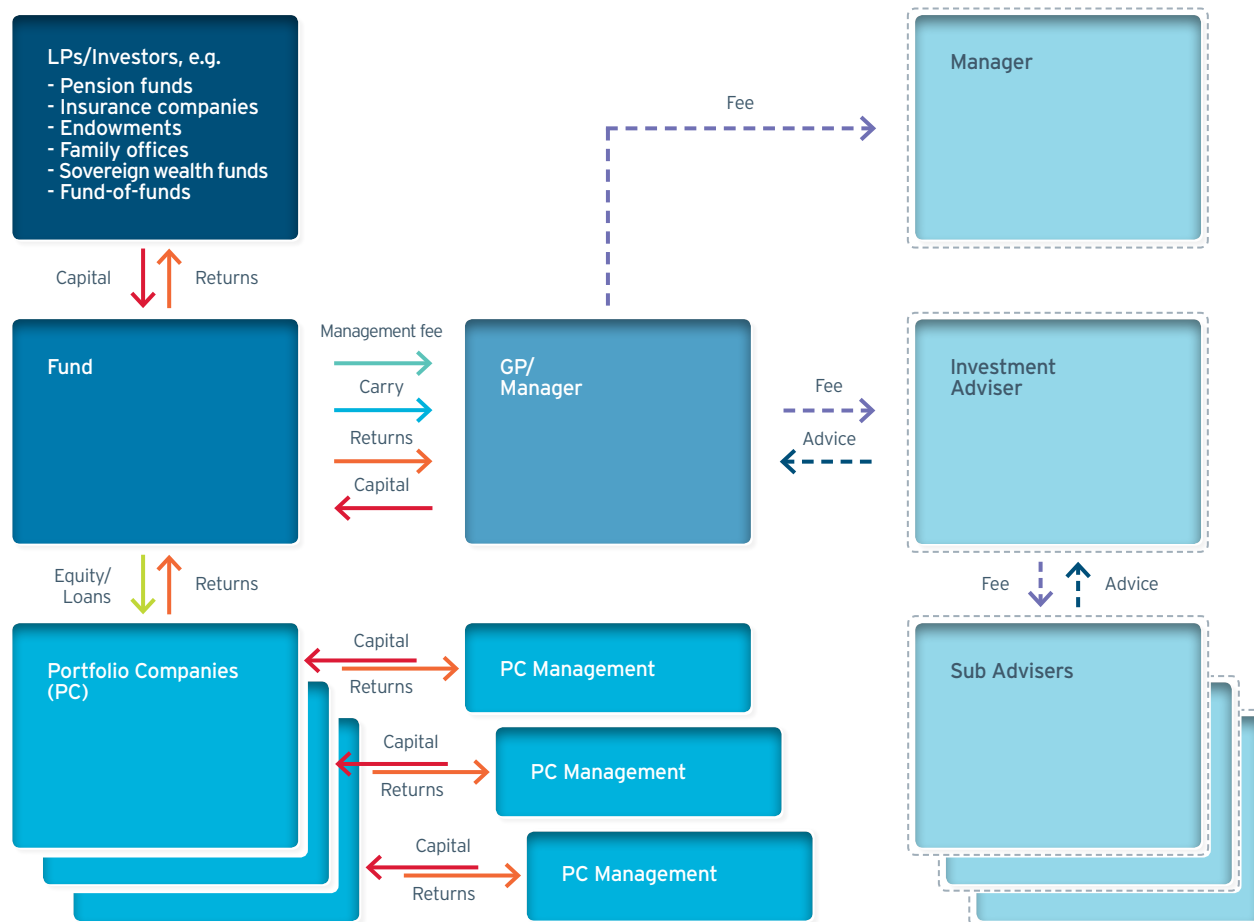 LPs/Investors, e.g.
- Pension funds
- Insurance companies
- Endowments
- Family offices
- Sovereign wealth funds
- Fund-of-funds
Manager
Fee
Capital
Returns
Fund
Management fee
Carry
Returns
Capital
GP/
Manager
Fee
Advice
Investment
Adviser
Equity/
Loans
Returns
Fee
Advice
Portfolio Companies
(PC)
Capital
Returns
PC Management
Sub Advisers
Capital
Returns
PC Management
Capital
Returns
PC Management